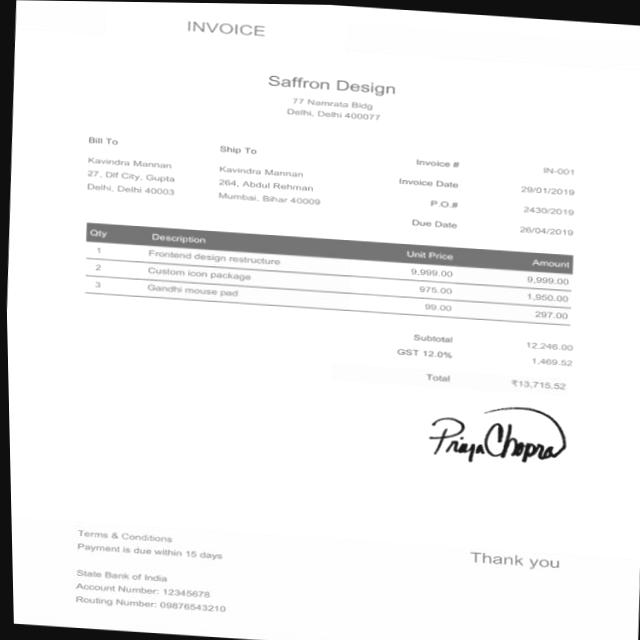 INVOICE
Saffron Design
77 Namrata Bldg
Delhi, Delhi 400077
Bill To
Kavindra Mannan
27, Dlf City, Gupta
Delhi, Delhi 40003
Ship To
Kavindra Mannan
264, Abdul Rehman
Mumbai, Bihar 40009
Invoice # IN-001
Invoice Date 29/01/2019
P.O.# 2430/2019
Due Date 26/04/2019
Qty Description Unit Price Amount
1 Frontend design restructure 9,999.00 9,999.00
2 Custom icon package 975.00 1,950.00
3 Gandhi mouse pad 99.00 297.00
Subtotal 12,246.00
GST 12.0% 1,469.52
Total ₹13,715.52
Priya Chopra
Terms & Conditions
Payment is due within 15 days
Thank you
State Bank of India
Account Number: 12345678
Routing Number: 09876543210